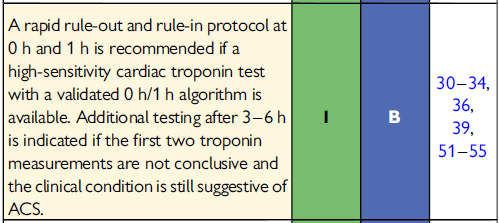 A rapid rule-out and rule-in protocol at
0 h and 1 h is recommended if a
high-sensitivity cardiac troponin test
with a validated 0 h/1 h algorithm is
available. Additional testing after 3–6 h
is indicated if the first two troponin
measurements are not conclusive and
the clinical condition is still suggestive of
ACS.
I
B
30–34,
36,
39,
51–55